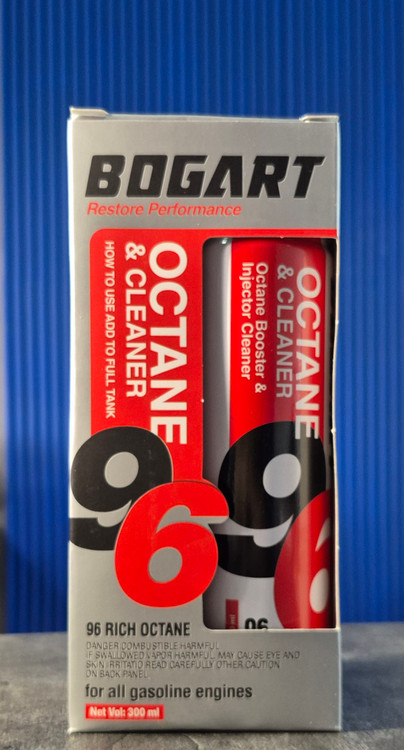 BOGART
Restore Performance
OCTANE
& CLEANER
HOW TO USE ADD TO FULL TANK
OCTANE
& CLEANER
Octane Booster &
Injector Cleaner
96
96
96
96 RICH OCTANE
DANGER COMBUSTIBLE HARMFUL
IF SWALLOWED VAPOR HARMFUL MAY CAUSE EYE AND
SKIN IRRITATIO READ CAREFULLY OTHER CAUTION
ON BACK PANEL
for all gasoline engines
Net Vol: 300 ml